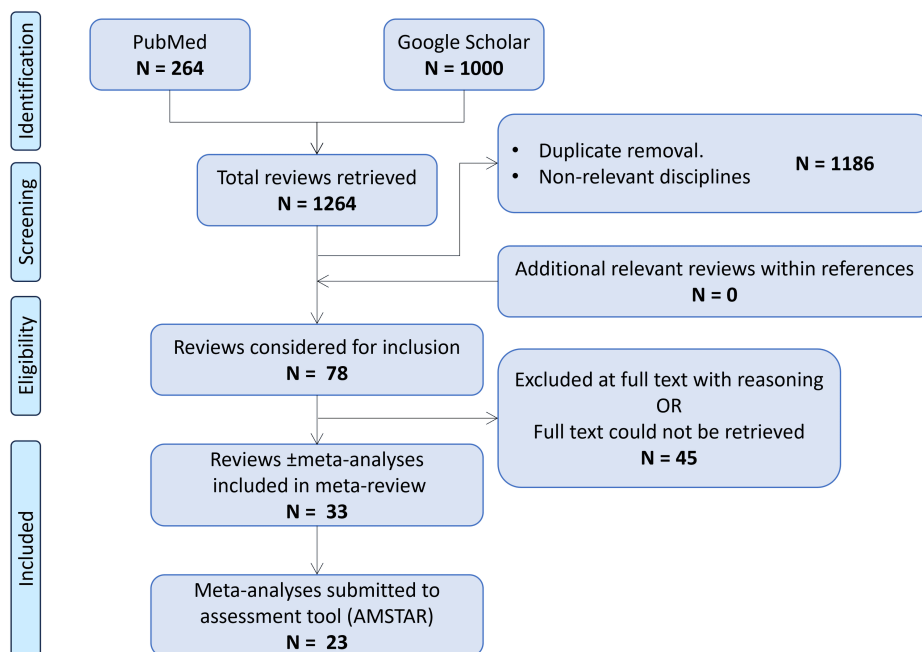 Identification
PubMed
N = 264
Google Scholar
N = 1000
Screening
Total reviews retrieved
N = 1264
• Duplicate removal.
• Non-relevant disciplines
N = 1186
Additional relevant reviews within references
N = 0
Eligibility
Reviews considered for inclusion
N = 78
Excluded at full text with reasoning
OR
Full text could not be retrieved
N = 45
Included
Reviews ±meta-analyses
included in meta-review
N = 33
Meta-analyses submitted to
assessment tool (AMSTAR)
N = 23